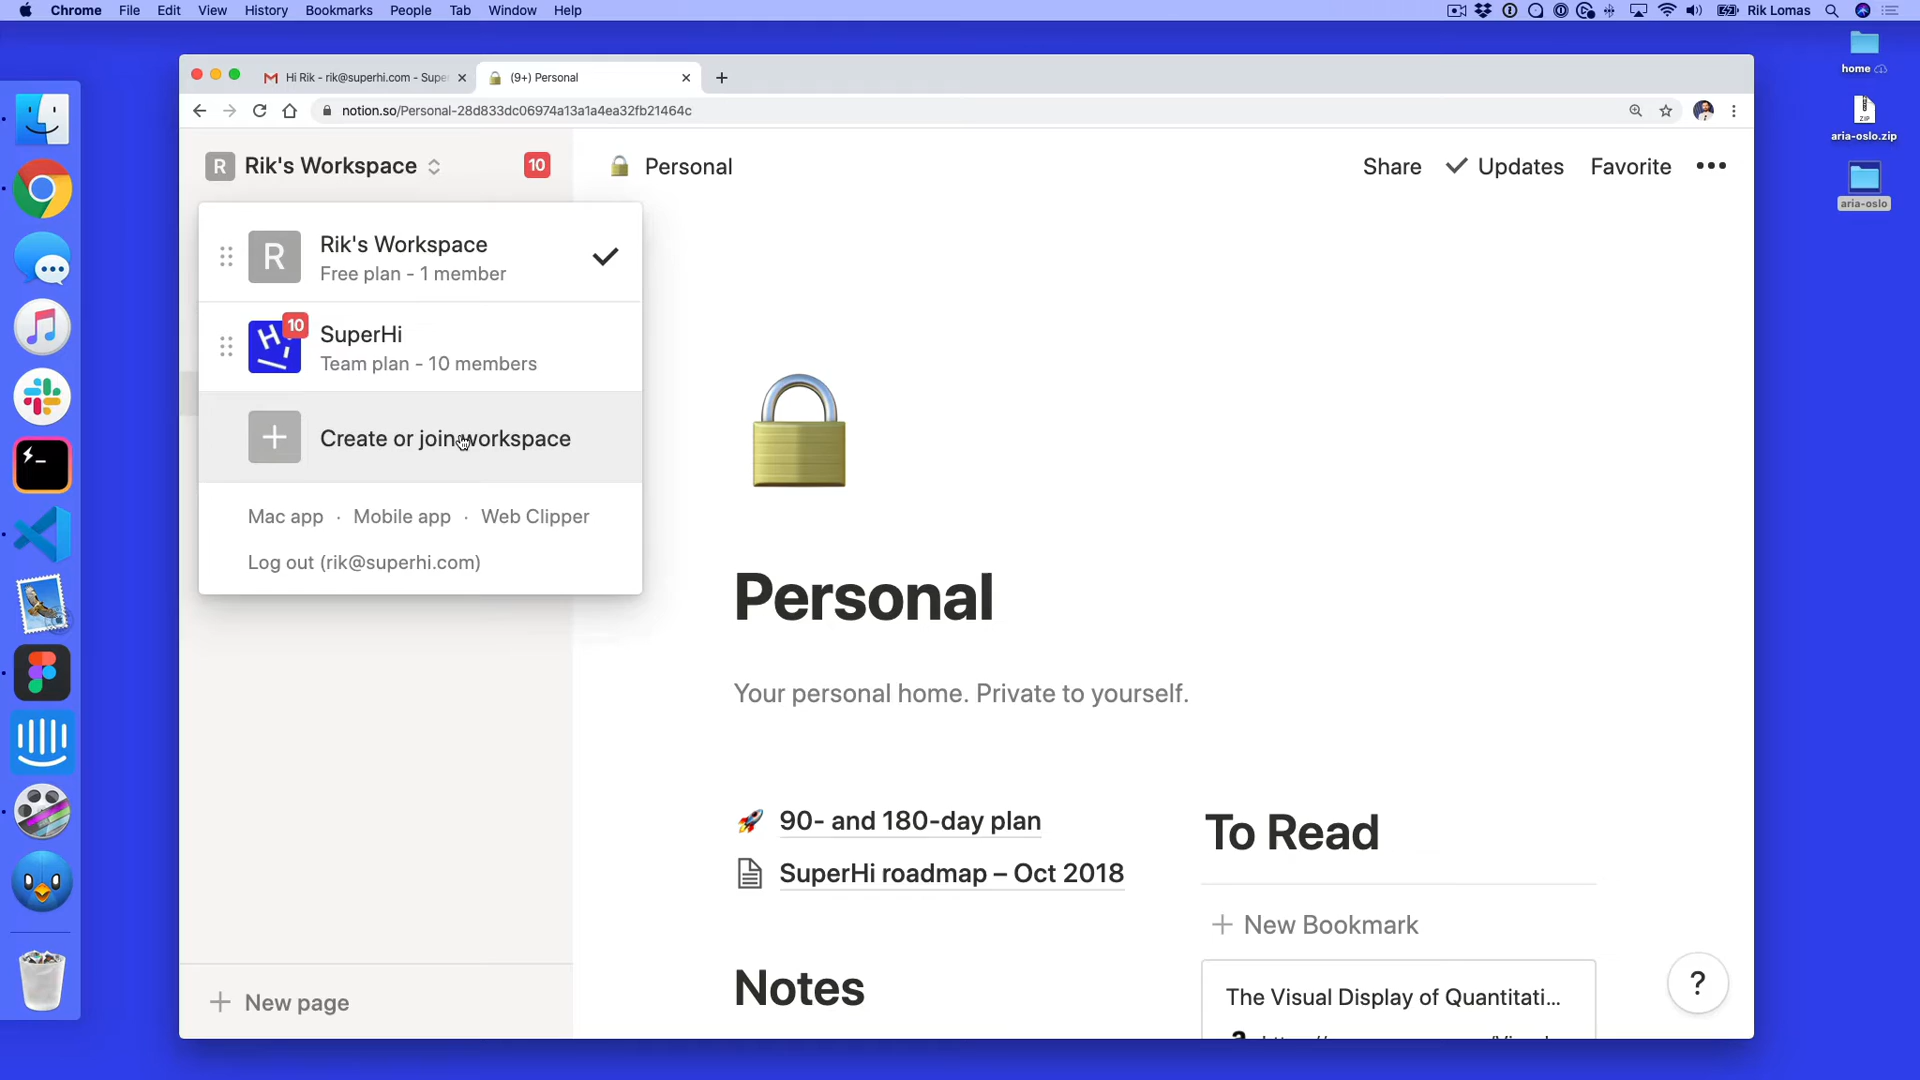 Chrome File Edit View History Bookmarks People Tab Window Help Rik Lomas
home
aria-oslo.zip
aria-oslo
Hi Rik - rik@superhi.com - Supe
(9+) Personal
notion.so/Personal-28d833dc06974a13a1a4ea32fb21464c
R Rik's Workspace 10
Personal Share Updates Favorite
R Rik's Workspace
Free plan - 1 member
10 SuperHi
Team plan - 10 members
Create or join workspace
Mac app · Mobile app · Web Clipper
Log out (rik@superhi.com)
Personal
Your personal home. Private to yourself.
90- and 180-day plan
SuperHi roadmap – Oct 2018
To Read
New Bookmark
Notes
The Visual Display of Quantitati...
New page
?